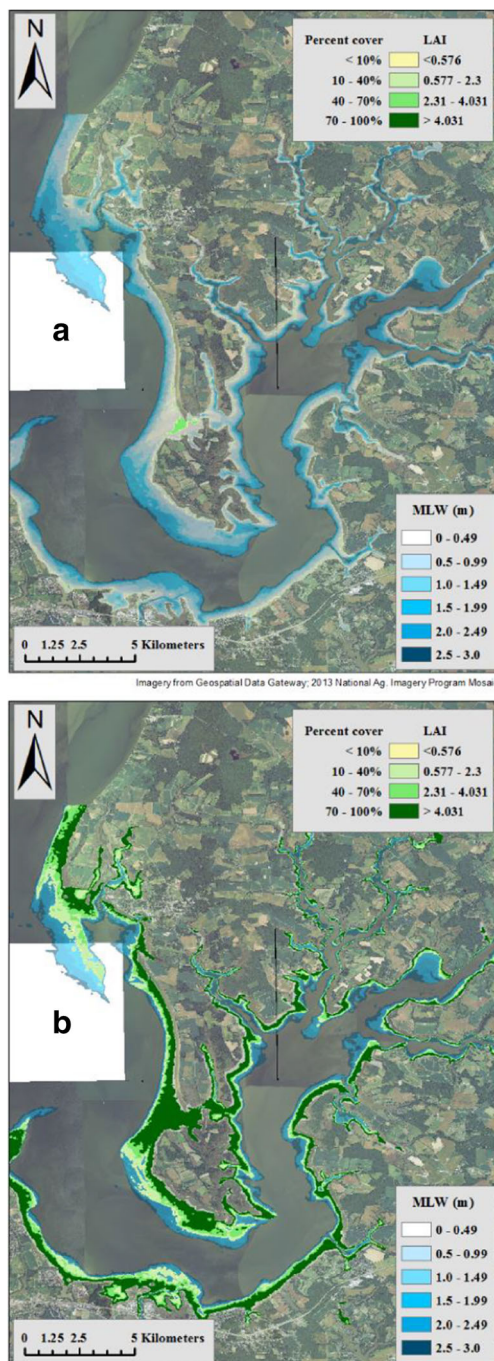 N
Percent cover LAI
< 10% <0.576
10 - 40% 0.577 - 2.3
40 - 70% 2.31 - 4.031
70 - 100% > 4.031
a
MLW (m)
0 - 0.49
0.5 - 0.99
1.0 - 1.49
1.5 - 1.99
2.0 - 2.49
2.5 - 3.0
0 1.25 2.5 5 Kilometers
Imagery from Geospatial Data Gateway; 2013 National Ag. Imagery Program Mosai
N
Percent cover LAI
< 10% <0.576
10 - 40% 0.577 - 2.3
40 - 70% 2.31 - 4.031
70 - 100% > 4.031
b
MLW (m)
0 - 0.49
0.5 - 0.99
1.0 - 1.49
1.5 - 1.99
2.0 - 2.49
2.5 - 3.0
0 1.25 2.5 5 Kilometers